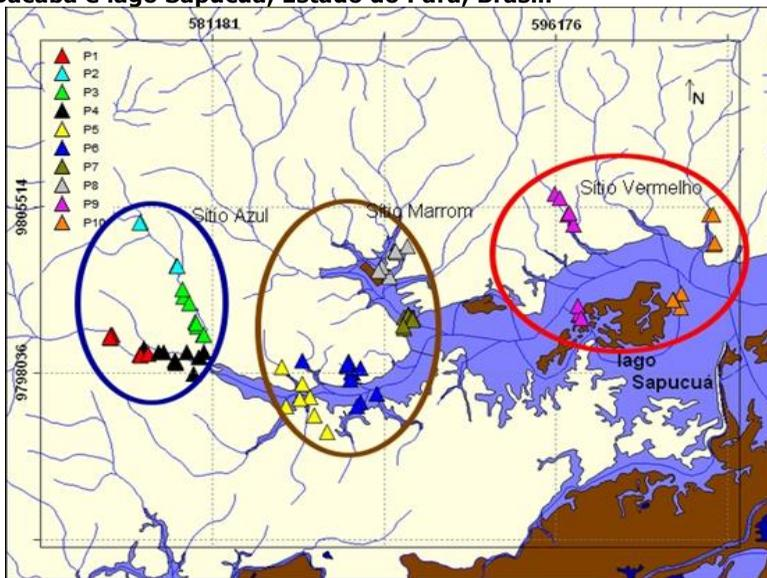 e lago Sapucuá, Estado do Pará, Brasil.
581181
596176
P1
P2
P3
P4
P5
P6
P7
P8
P9
P10
N
9805514
Sítio Azul
Sítio Marrom
Sítio Vermelho
9798036
lago
Sapucuá